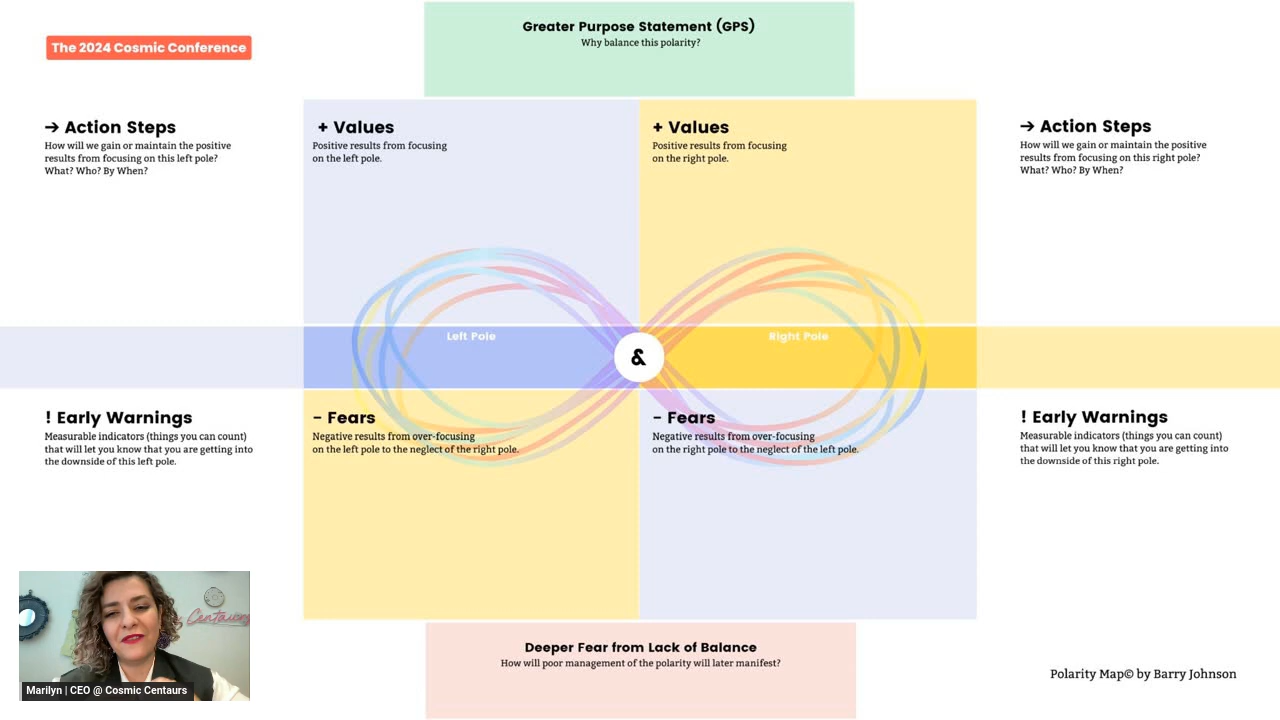 Greater Purpose Statement (GPS)
Why balance this polarity?
The 2024 Cosmic Conference
→ Action Steps
How will we gain or maintain the positive
results from focusing on this left pole?
What? Who? By When?
+ Values
Positive results from focusing
on the left pole.
+ Values
Positive results from focusing
on the right pole.
→ Action Steps
How will we gain or maintain the positive
results from focusing on this right pole?
What? Who? By When?
Left Pole
&
Right Pole
! Early Warnings
Measurable indicators (things you can count)
that will let you know that you are getting into
the downside of this left pole.
- Fears
Negative results from over-focusing
on the left pole to the neglect of the right pole.
- Fears
Negative results from over-focusing
on the right pole to the neglect of the left pole.
! Early Warnings
Measurable indicators (things you can count)
that will let you know that you are getting into
the downside of this right pole.
Centaurs
Marilyn | CEO @ Cosmic Centaurs
Deeper Fear from Lack of Balance
How will poor management of the polarity will later manifest?
Polarity Map© by Barry Johnson